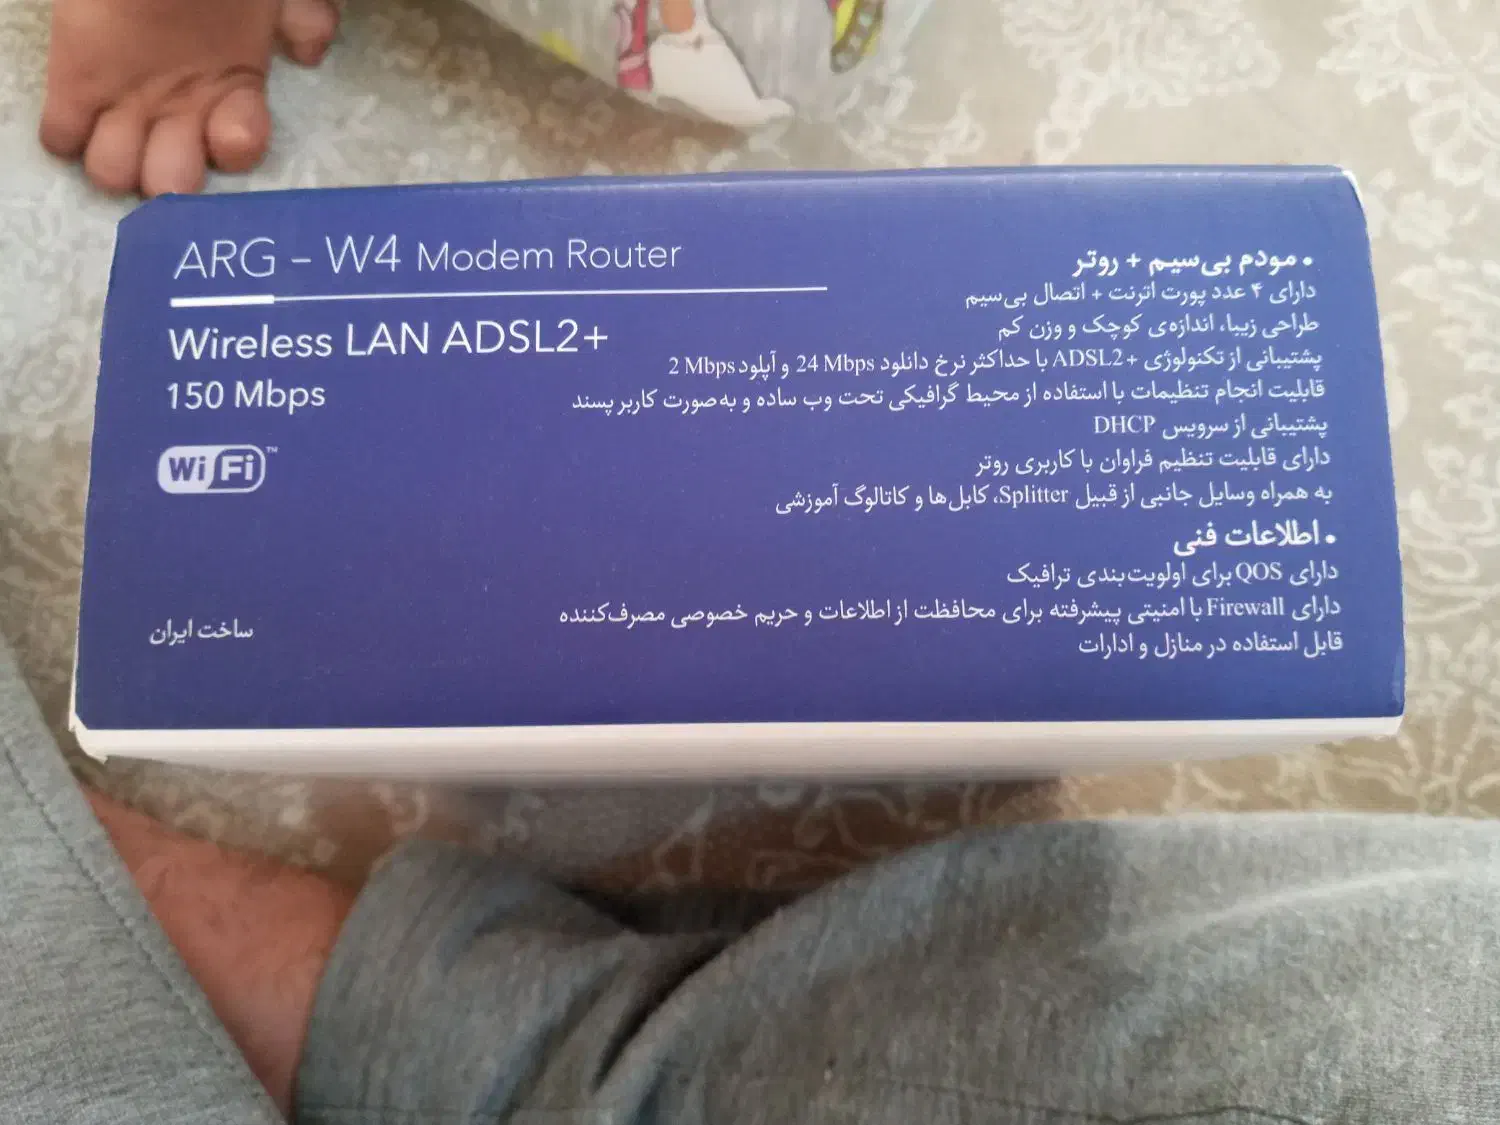 ARG – W4 Modem Router
Wireless LAN ADSL2+
150 Mbps
Wi Fi™
ساخت ایران
• مودم بی‌سیم + روتر
دارای ۴ عدد پورت اترنت + اتصال بی‌سیم
طراحی زیبا، اندازه‌ی کوچک و وزن کم
پشتیبانی از تکنولوژی +ADSL2 با حداکثر نرخ دانلود 24 Mbps و آپلود 2 Mbps
قابلیت انجام تنظیمات با استفاده از محیط گرافیکی تحت وب ساده و به‌صورت کاربر پسند
پشتیبانی از سرویس DHCP
دارای قابلیت تنظیم فراوان با کاربری روتر
به همراه وسایل جانبی از قبیل Splitter، کابل‌ها و کاتالوگ آموزشی
• اطلاعات فنی
دارای QOS برای اولویت‌بندی ترافیک
دارای Firewall با امنیتی پیشرفته برای محافظت از اطلاعات و حریم خصوصی مصرف‌کننده
قابل استفاده در منازل و ادارات